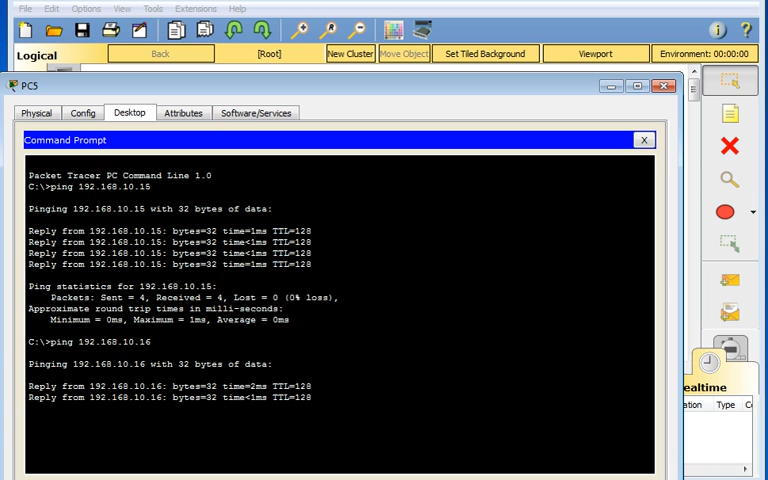 File Edit Options View Tools Extensions Help
Logical Back [Root] New Cluster Move Object Set Tiled Background Viewport Environment: 00:00:00
PC5
Physical Config Desktop Attributes Software/Services
Command Prompt X
Packet Tracer PC Command Line 1.0
C:\>ping 192.168.10.15
Pinging 192.168.10.15 with 32 bytes of data:
Reply from 192.168.10.15: bytes=32 time=1ms TTL=128
Reply from 192.168.10.15: bytes=32 time<1ms TTL=128
Reply from 192.168.10.15: bytes=32 time<1ms TTL=128
Reply from 192.168.10.15: bytes=32 time=1ms TTL=128
Ping statistics for 192.168.10.15:
Packets: Sent = 4, Received = 4, Lost = 0 (0% loss),
Approximate round trip times in milli-seconds:
Minimum = 0ms, Maximum = 1ms, Average = 0ms
C:\>ping 192.168.10.16
Pinging 192.168.10.16 with 32 bytes of data:
Reply from 192.168.10.16: bytes=32 time=2ms TTL=128
Reply from 192.168.10.16: bytes=32 time<1ms TTL=128
ealtime
ation Type Co